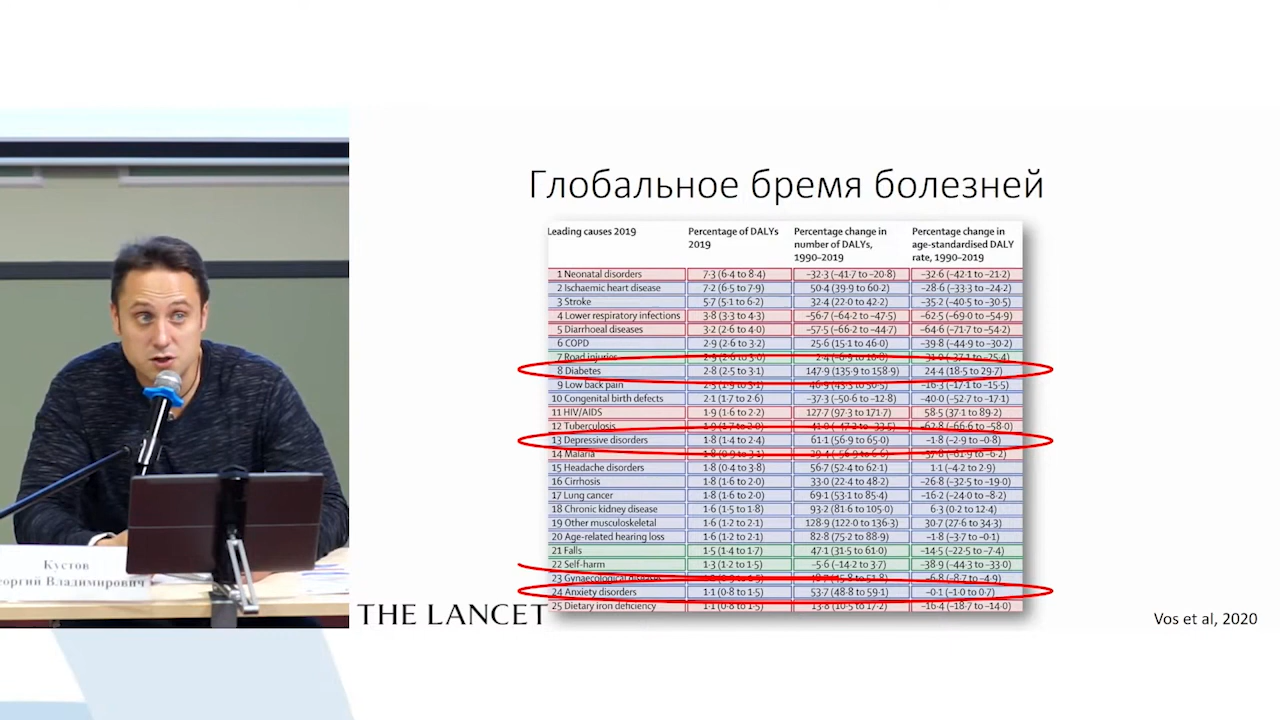 Глобальное бремя болезней
Leading causes 2019 Percentage of DALYs 2019 Percentage change in number of DALYs, 1990–2019 Percentage change in age-standardised DALY rate, 1990–2019
1 Neonatal disorders 7·3 (6·4 to 8·4) –32·3 (–41·7 to –20·8) –32·6 (–42·1 to –21·2)
2 Ischaemic heart disease 7·2 (6·5 to 7·9) 50·4 (39·9 to 60·2) –28·6 (–33·3 to –24·2)
3 Stroke 5·7 (5·1 to 6·2) 32·4 (22·0 to 42·2) –35·2 (–40·5 to –30·5)
4 Lower respiratory infections 3·8 (3·3 to 4·3) –56·7 (–64·2 to –47·5) –62·5 (–69·0 to –54·9)
5 Diarrhoeal diseases 3·2 (2·6 to 4·0) –57·5 (–66·2 to –44·7) –64·6 (–71·7 to –54·2)
6 COPD 2·9 (2·6 to 3·2) 25·6 (15·1 to 46·0) –39·8 (–44·9 to –30·2)
7 Road injuries
8 Diabetes 2·8 (2·5 to 3·1) 147·9 (135·9 to 158·9) 24·4 (18·5 to 29·7)
9 Low back pain –16·3 (–17·1 to –15·5)
10 Congenital birth defects 2·1 (1·7 to 2·6) –37·3 (–50·6 to –12·8) –40·0 (–52·7 to –17·1)
11 HIV/AIDS 1·9 (1·6 to 2·2) 127·7 (97·3 to 171·7) 58·5 (37·1 to 89·2)
12 Tuberculosis –62·8 (–66·6 to –58·0)
13 Depressive disorders 1·8 (1·4 to 2·4) 61·1 (56·9 to 65·0) –1·8 (–2·9 to –0·8)
14 Malaria
15 Headache disorders 1·8 (0·4 to 3·8) 56·7 (52·4 to 62·1) 1·1 (–4·2 to 2·9)
16 Cirrhosis 1·8 (1·6 to 2·0) 33·0 (22·4 to 48·2) –26·8 (–32·5 to –19·0)
17 Lung cancer 1·8 (1·6 to 2·0) 69·1 (53·1 to 85·4) –16·2 (–24·0 to –8·2)
18 Chronic kidney disease 1·6 (1·5 to 1·8) 93·2 (81·6 to 105·0) 6·3 (0·2 to 12·4)
19 Other musculoskeletal 1·6 (1·2 to 2·1) 128·9 (122·0 to 136·3) 30·7 (27·6 to 34·3)
20 Age-related hearing loss 1·6 (1·2 to 2·1) 82·8 (75·2 to 88·9) –1·8 (–3·7 to –0·1)
21 Falls 1·5 (1·4 to 1·7) 47·1 (31·5 to 61·0) –14·5 (–22·5 to –7·4)
22 Self-harm 1·3 (1·2 to 1·5) –5·6 (–14·2 to 3·7) –38·9 (–44·3 to –33·0)
23 Gynaecological diseases –6·8 (–8·7 to –4·9)
24 Anxiety disorders 1·1 (0·8 to 1·5) 53·7 (48·8 to 59·1) –0·1 (–1·0 to 0·7)
25 Dietary iron deficiency 1·1 (0·8 to 1·5) 13·8 (10·5 to 17·2) –16·4 (–18·7 to –14·0)
THE LANCET
Vos et al, 2020
Кустов
еоргий Владимирович